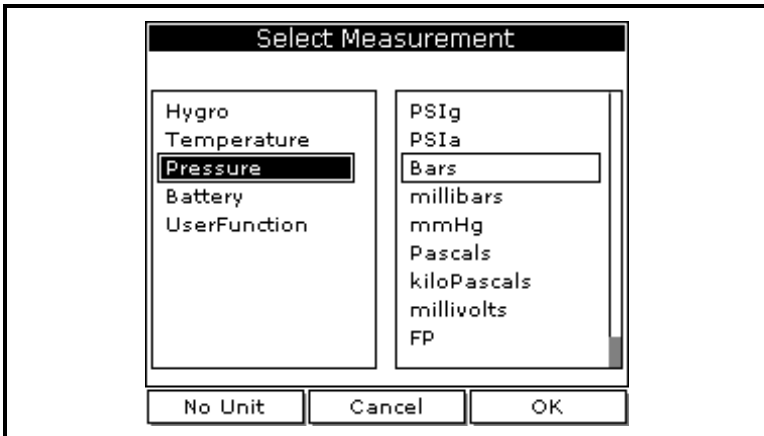 Select Measurement
Hygro
Temperature
Pressure
Battery
UserFunction
PSIg
PSIa
Bars
millibars
mmHg
Pascals
kiloPascals
millivolts
FP
No Unit
Cancel
OK